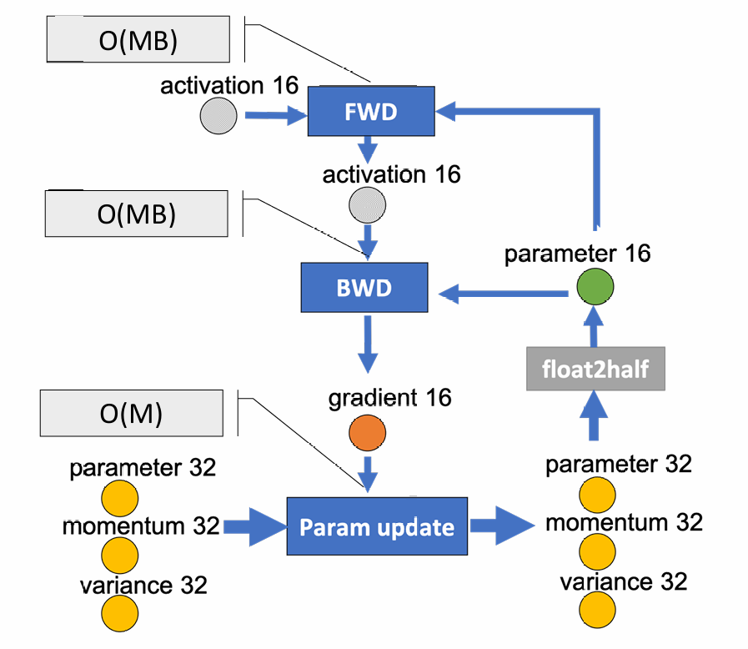 O(MB)
activation 16
FWD
activation 16
O(MB)
parameter 16
BWD
float2half
gradient 16
O(M)
parameter 32
momentum 32
variance 32
Param update
parameter 32
momentum 32
variance 32